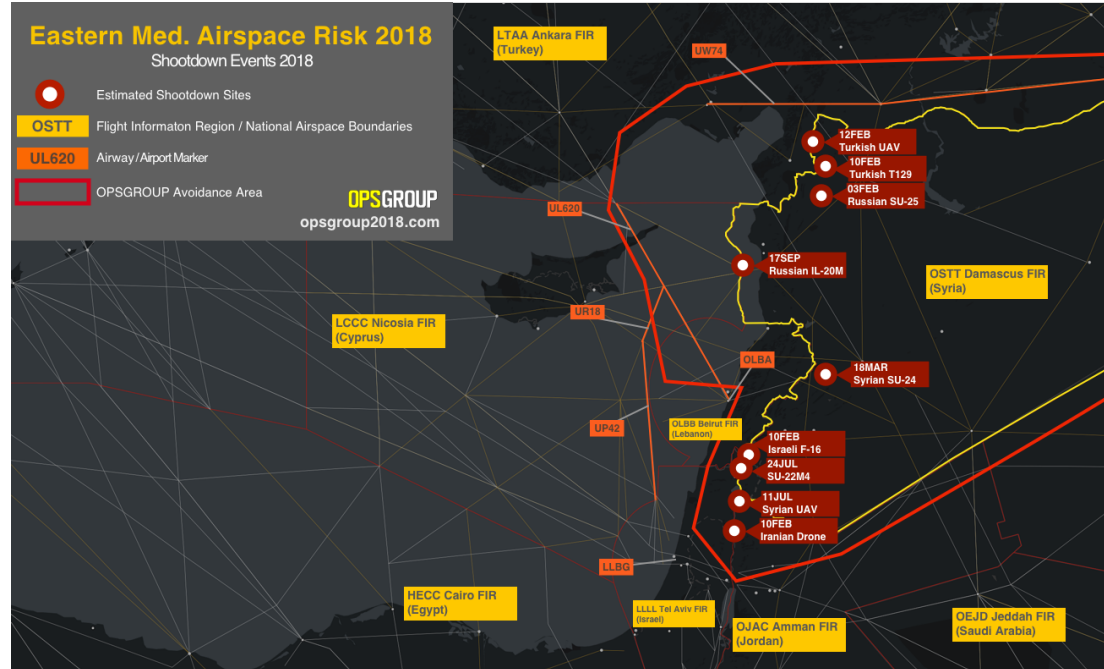 Eastern Med. Airspace Risk 2018
Shootdown Events 2018
Estimated Shootdown Sites
OSTT
Flight Informaton Region / National Airspace Boundaries
UL620
Airway/Airport Marker
OPSGROUP Avoidance Area
OPSGROUP
opsgroup2018.com
LTAA Ankara FIR
(Turkey)
UW74
12FEB
Turkish UAV
10FEB
Turkish T129
03FEB
Russian SU-25
UL620
17SEP
Russian IL-20M
OSTT Damascus FIR
(Syria)
UR18
LCCC Nicosia FIR
(Cyprus)
OLBA
18MAR
Syrian SU-24
UP42
OLBB Beirut FIR
(Lebanon)
10FEB
Israeli F-16
24JUL
SU-22M4
11JUL
Syrian UAV
10FEB
Iranian Drone
LLBG
HECC Cairo FIR
(Egypt)
LLLL Tel Aviv FIR
(Israel)
OJAC Amman FIR
(Jordan)
OEJD Jeddah FIR
(Saudi Arabia)